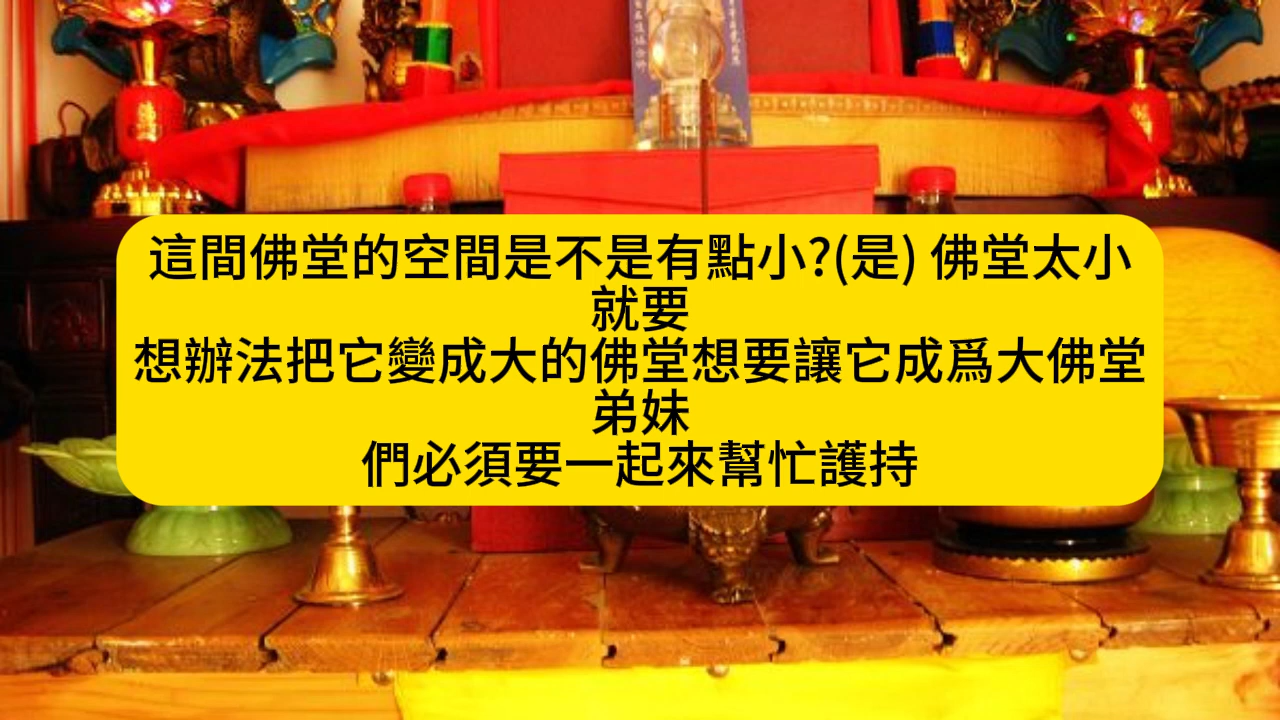 這間佛堂的空間是不是有點小?(是) 佛堂太小
就要
想辦法把它變成大的佛堂想要讓它成爲大佛堂
弟妹
們必須要一起來幫忙護持